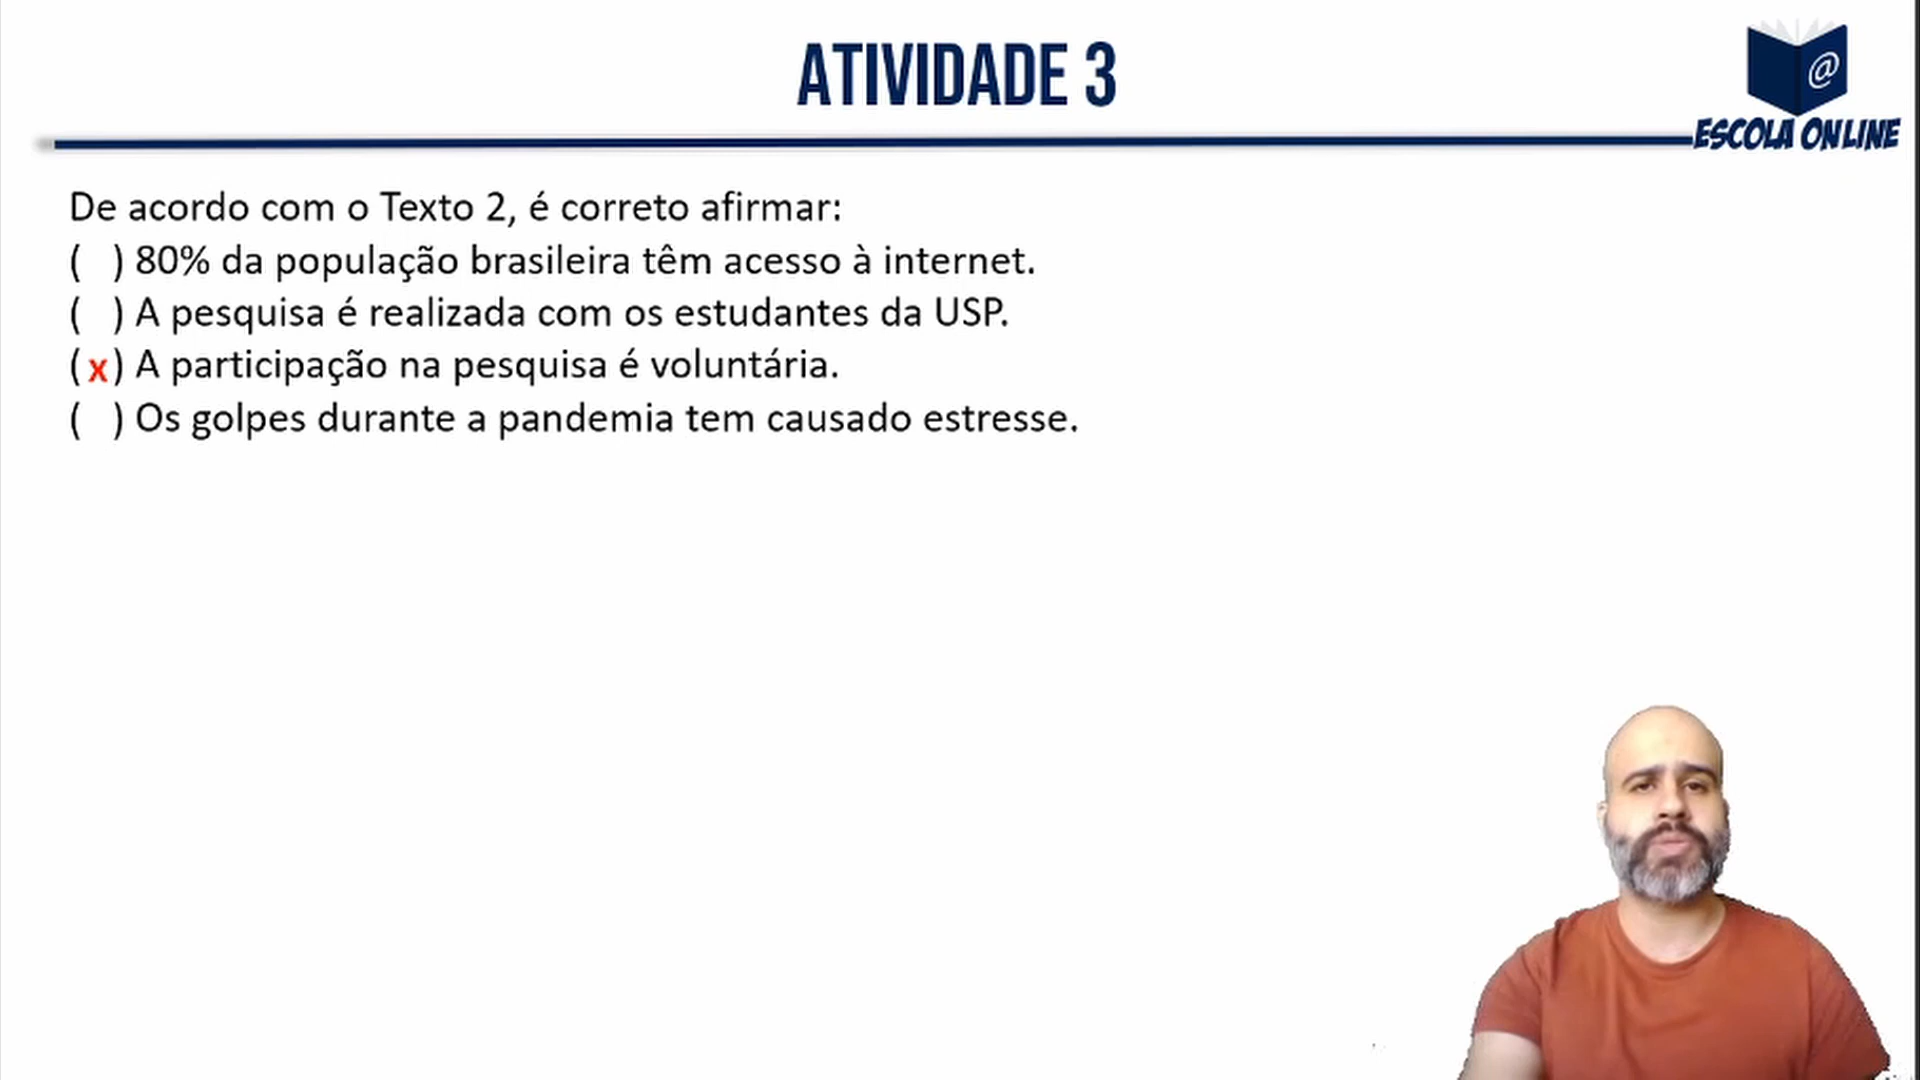 ATIVIDADE 3
@
ESCOLA ONLINE
De acordo com o Texto 2, é correto afirmar:
(   ) 80% da população brasileira têm acesso à internet.
(   ) A pesquisa é realizada com os estudantes da USP.
( x ) A participação na pesquisa é voluntária.
(   ) Os golpes durante a pandemia tem causado estresse.